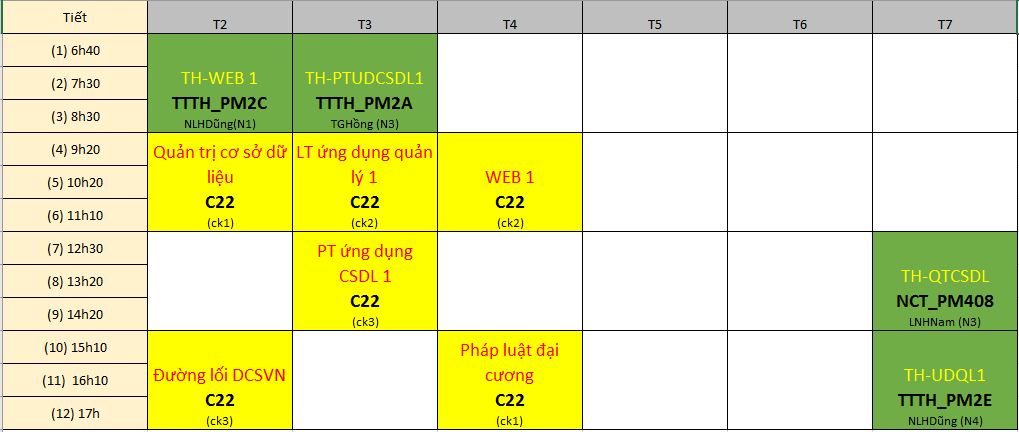 Tiết T2 T3 T4 T5 T6 T7
(1) 6h40
(2) 7h30
(3) 8h30
TH-WEB 1
TTTH_PM2C
NLHDũng(N1)
TH-PTUDCSDL1
TTTH_PM2A
TGHồng (N3)
(4) 9h20
(5) 10h20
(6) 11h10
Quản trị cơ sở dữ
liệu
C22
(ck1)
LT ứng dụng quản
lý 1
C22
(ck2)
WEB 1
C22
(ck2)
(7) 12h30
(8) 13h20
(9) 14h20
PT ứng dụng
CSDL 1
C22
(ck3)
TH-QTCSDL
NCT_PM408
LNHNam (N3)
(10) 15h10
(11) 16h10
(12) 17h
Đường lối DCSVN
C22
(ck3)
Pháp luật đại
cương
C22
(ck1)
TH-UDQL1
TTTH_PM2E
NLHDũng (N4)